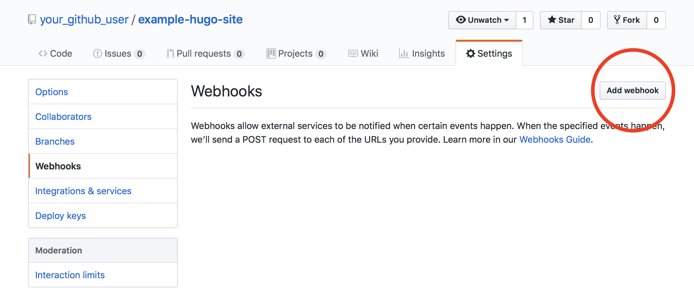 your_github_user / example-hugo-site
Unwatch 1 Star 0 Fork 0
Code Issues 0 Pull requests 0 Projects 0 Wiki Insights Settings
Options
Collaborators
Branches
Webhooks
Integrations & services
Deploy keys
Moderation
Interaction limits
Webhooks
Add webhook
Webhooks allow external services to be notified when certain events happen. When the specified events happen,
we’ll send a POST request to each of the URLs you provide. Learn more in our Webhooks Guide.